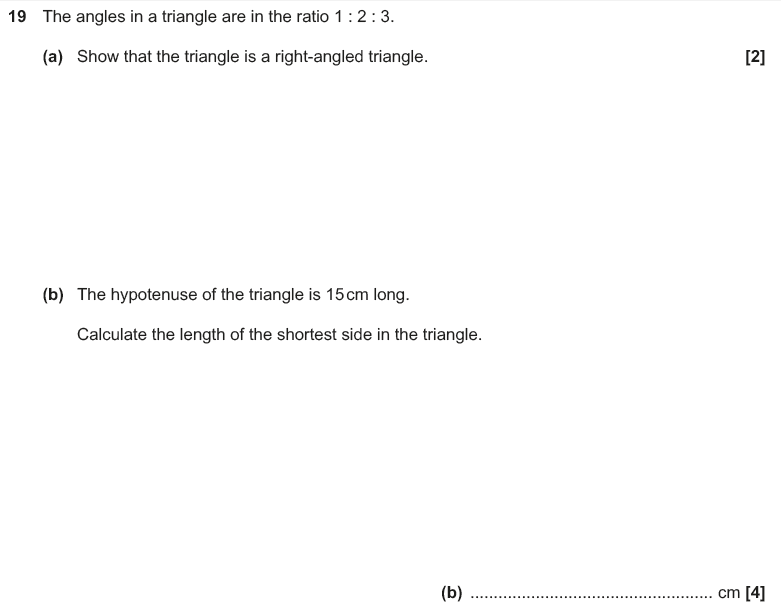 19 The angles in a triangle are in the ratio 1 : 2 : 3.
(a) Show that the triangle is a right-angled triangle. [2]
(b) The hypotenuse of the triangle is 15 cm long.
Calculate the length of the shortest side in the triangle.
(b) ..................................................... cm [4]